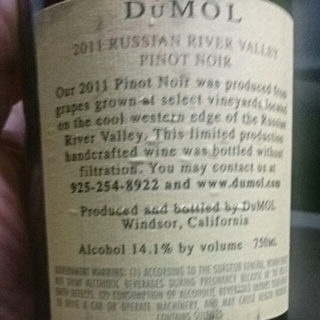 DuMOL
2011 RUSSIAN RIVER VALLEY
PINOT NOIR
Our 2011 Pinot Noir was produced from
grapes grown at select vineyards located
on the cool western edge of the Russian
River Valley. This limited production
handcrafted wine was bottled without
filtration. You may contact us at
925-254-8922 and www.dumol.com
Produced and bottled by DuMOL
Windsor, California
Alcohol 14.1% by volume 750ML
GOVERNMENT WARNING: (1) ACCORDING TO THE SURGEON GENERAL, WOMEN SHOULD
NOT DRINK ALCOHOLIC BEVERAGES DURING PREGNANCY BECAUSE OF THE RISK OF
BIRTH DEFECTS. (2) CONSUMPTION OF ALCOHOLIC BEVERAGES IMPAIRS YOUR ABILITY
TO DRIVE A CAR OR OPERATE MACHINERY, AND MAY CAUSE HEALTH
CONTAINS SULFITES